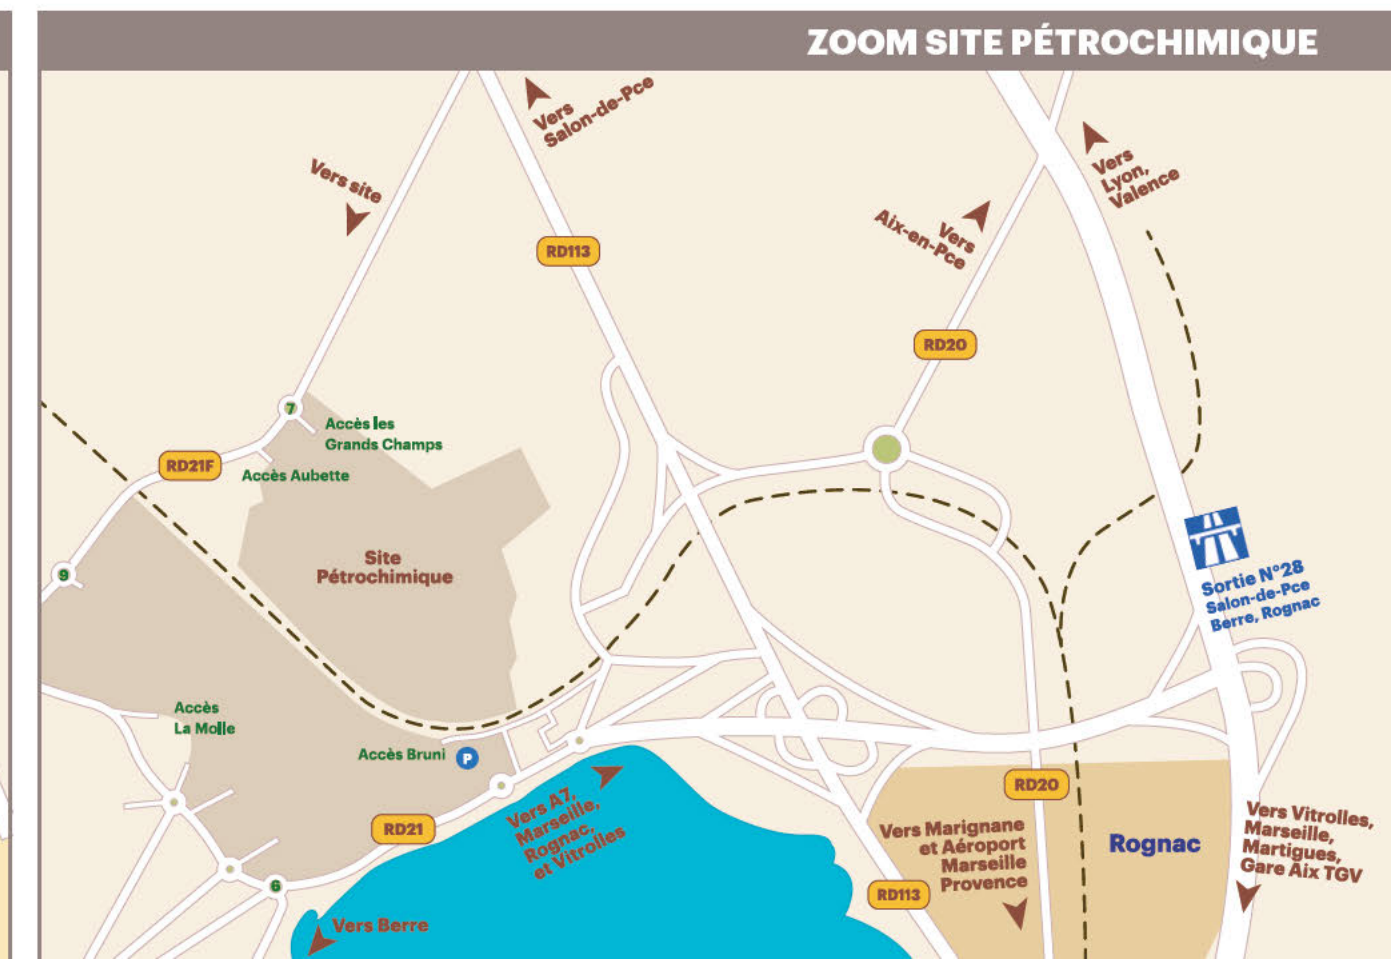 ZOOM SITE PÉTROCHIMIQUE
Vers
Salon-de-Pce
Vers site
Vers
Lyon,
Valence
Vers
Aix-en-Pce
RD113
RD20
7
Accès les
Grands Champs
RD21F
Accès Aubette
Site
Pétrochimique
9
Sortie N°28
Salon-de-Pce
Berre, Rognac
Accès
La Molle
Accès Bruni
P
RD21
Vers A7,
Marseille,
Rognac,
et Vitrolles
RD20
Vers Marignane
et Aéroport
Marseille
Provence
Rognac
Vers Vitrolles,
Marseille,
Martigues,
Gare Aix TGV
6
RD113
Vers Berre